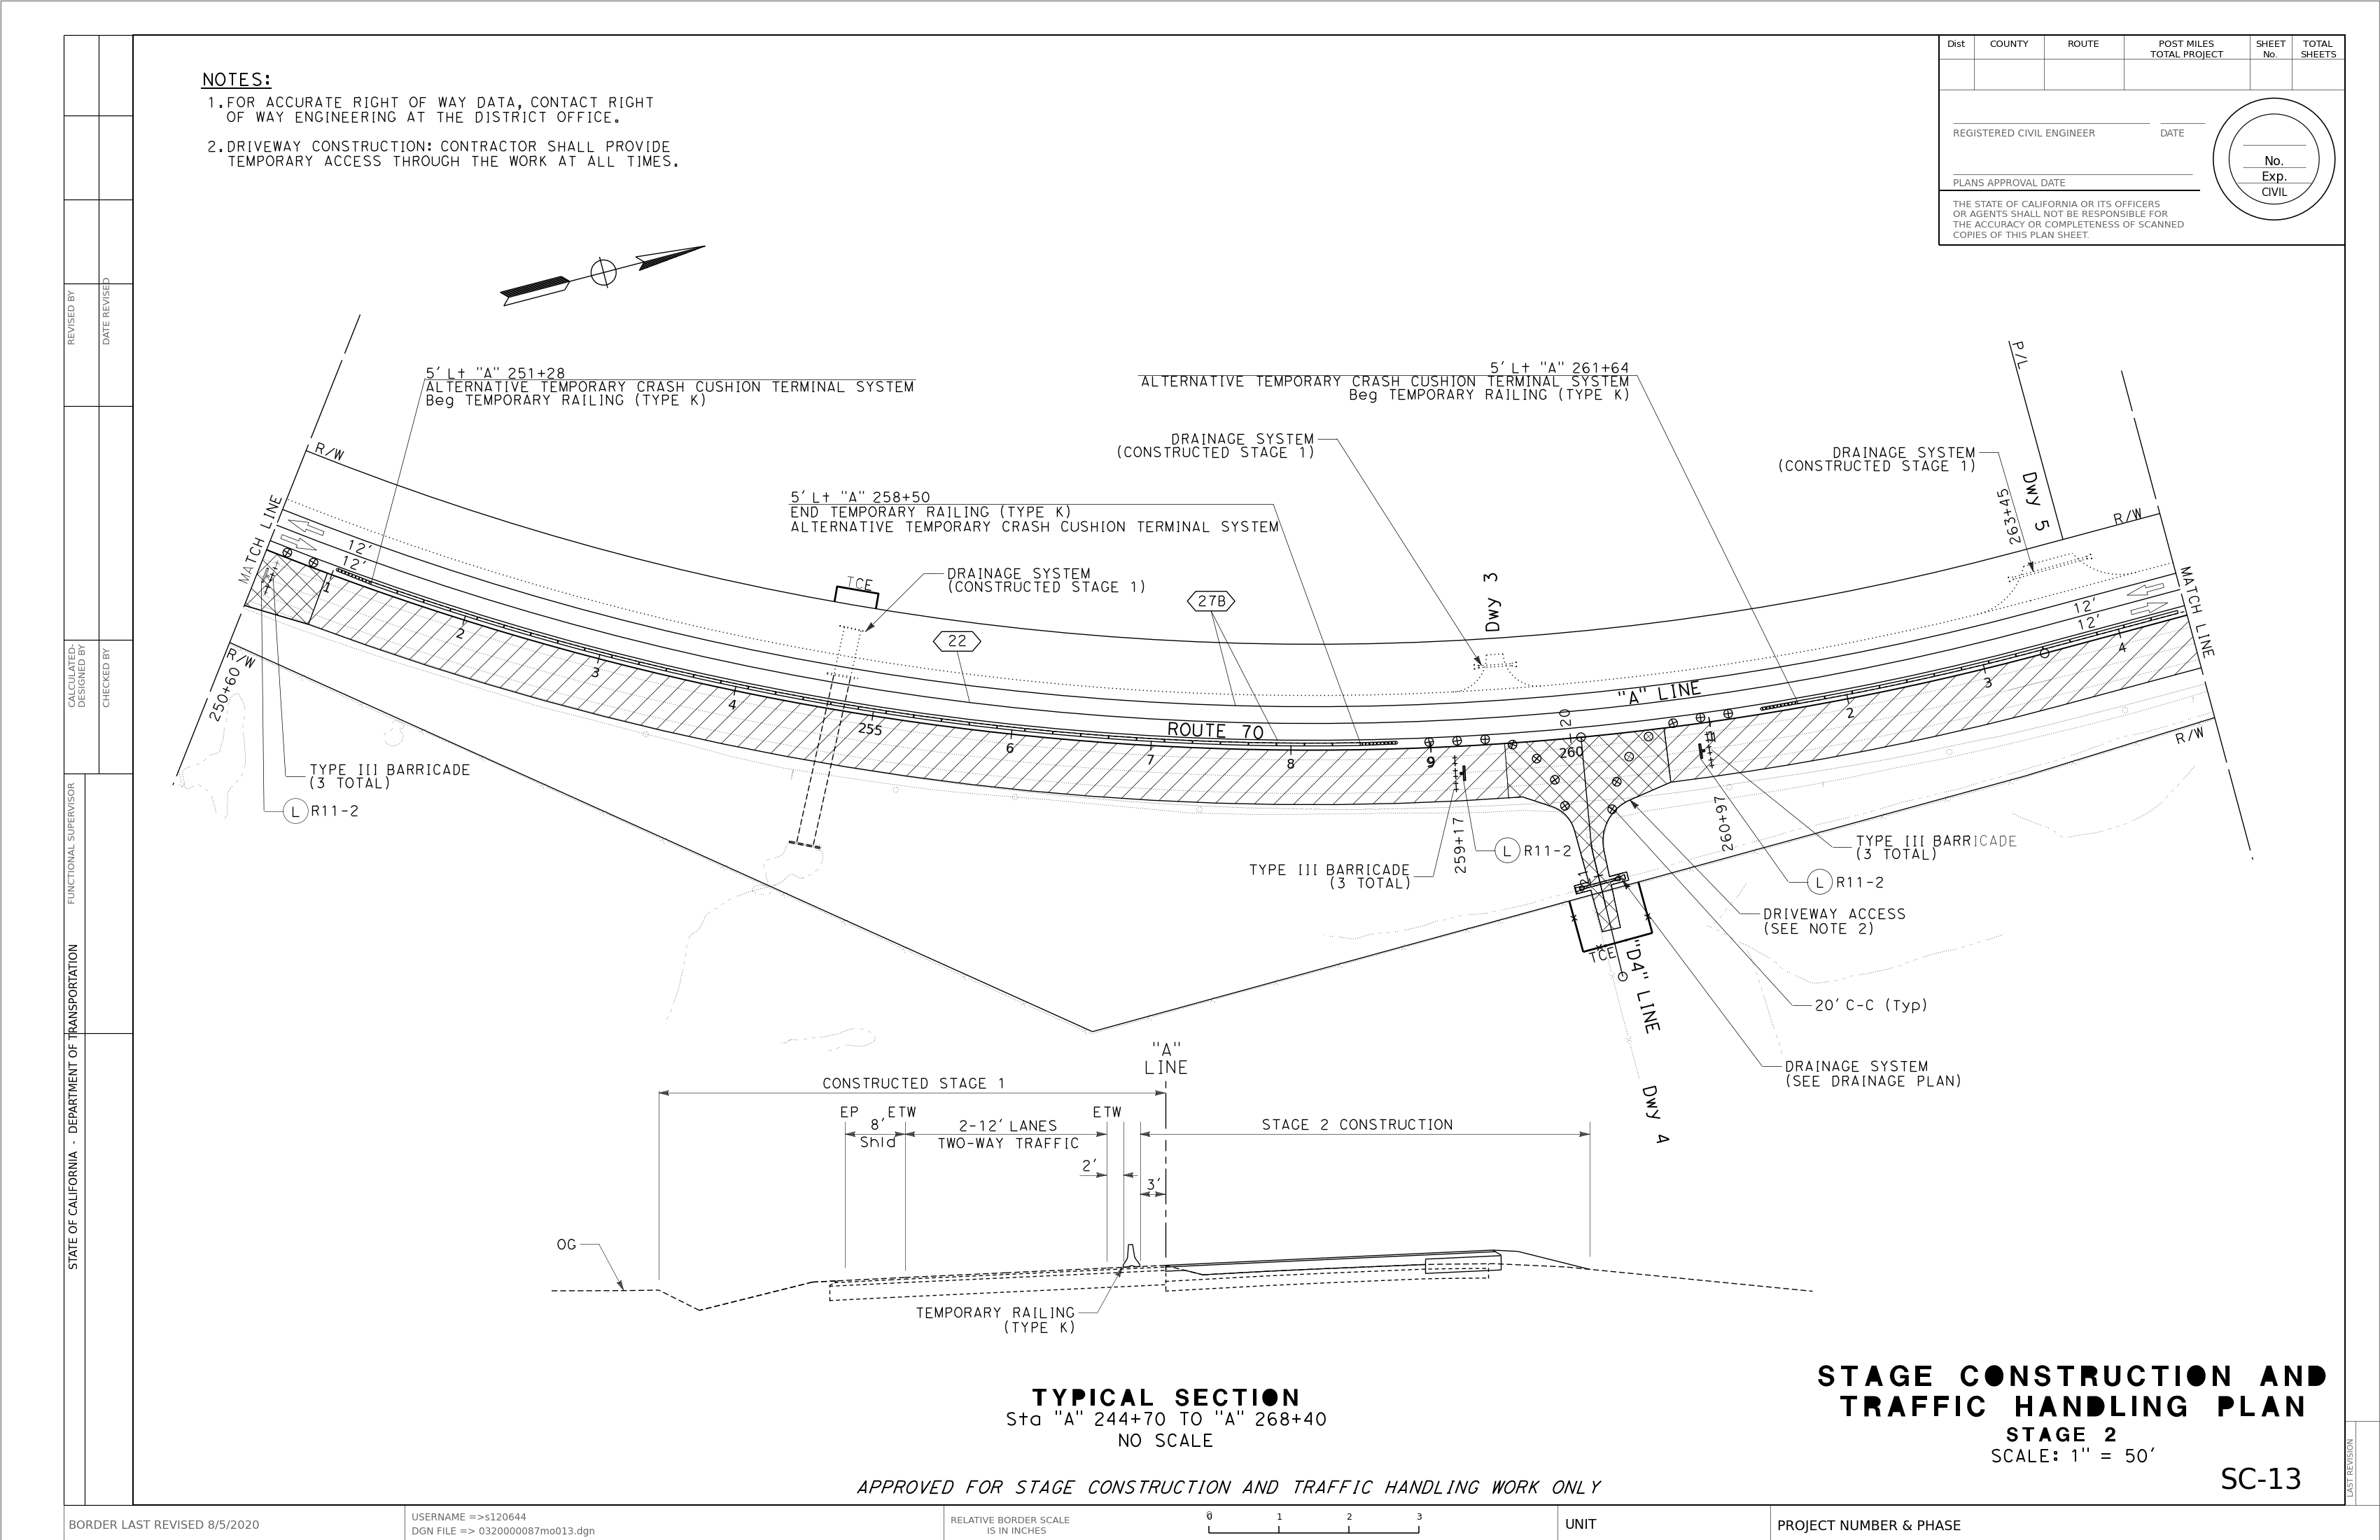 NOTES:
1. FOR ACCURATE RIGHT OF WAY DATA, CONTACT RIGHT
OF WAY ENGINEERING AT THE DISTRICT OFFICE.
2. DRIVEWAY CONSTRUCTION: CONTRACTOR SHALL PROVIDE
TEMPORARY ACCESS THROUGH THE WORK AT ALL TIMES.
Dist COUNTY ROUTE POST MILES TOTAL PROJECT SHEET No. TOTAL SHEETS
REGISTERED CIVIL ENGINEER DATE
PLANS APPROVAL DATE
No.
Exp.
CIVIL
THE STATE OF CALIFORNIA OR ITS OFFICERS
OR AGENTS SHALL NOT BE RESPONSIBLE FOR
THE ACCURACY OR COMPLETENESS OF SCANNED
COPIES OF THIS PLAN SHEET.
REVISED BY
DATE REVISED
CALCULATED-
DESIGNED BY
CHECKED BY
FUNCTIONAL SUPERVISOR
STATE OF CALIFORNIA - DEPARTMENT OF TRANSPORTATION
5' Lt "A" 251+28
ALTERNATIVE TEMPORARY CRASH CUSHION TERMINAL SYSTEM
Beg TEMPORARY RAILING (TYPE K)
5' Lt "A" 261+64
ALTERNATIVE TEMPORARY CRASH CUSHION TERMINAL SYSTEM
Beg TEMPORARY RAILING (TYPE K)
DRAINAGE SYSTEM
(CONSTRUCTED STAGE 1)
DRAINAGE SYSTEM
(CONSTRUCTED STAGE 1)
5' Lt "A" 258+50
END TEMPORARY RAILING (TYPE K)
ALTERNATIVE TEMPORARY CRASH CUSHION TERMINAL SYSTEM
DRAINAGE SYSTEM
(CONSTRUCTED STAGE 1)
P/L
Dwy 5
263+45
R/W
R/W
MATCH LINE
12'
12'
TCE
22
27B
Dwy 3
"A" LINE
ROUTE 70
12'
12'
MATCH LINE
1
2
3
4
255
6
7
8
9
260
20
1
2
3
4
R/W
250+60
R/W
TYPE III BARRICADE
(3 TOTAL)
L R11-2
259+17
L R11-2
TYPE III BARRICADE
(3 TOTAL)
260+97
TYPE III BARRICADE
(3 TOTAL)
L R11-2
21
DRIVEWAY ACCESS
(SEE NOTE 2)
TCE
"D4" LINE
20' C-C (Typ)
DRAINAGE SYSTEM
(SEE DRAINAGE PLAN)
Dwy 4
"A"
LINE
CONSTRUCTED STAGE 1
EP ETW ETW
8'
Shld
2-12' LANES
TWO-WAY TRAFFIC
STAGE 2 CONSTRUCTION
2'
3'
OG
TEMPORARY RAILING
(TYPE K)
TYPICAL SECTION
Sta "A" 244+70 TO "A" 268+40
NO SCALE
STAGE CONSTRUCTION AND
TRAFFIC HANDLING PLAN
STAGE 2
SCALE: 1" = 50'
SC-13
APPROVED FOR STAGE CONSTRUCTION AND TRAFFIC HANDLING WORK ONLY
LAST REVISION
BORDER LAST REVISED 8/5/2020
USERNAME =>s120644
DGN FILE => 0320000087mo013.dgn
RELATIVE BORDER SCALE
IS IN INCHES
0 1 2 3
UNIT
PROJECT NUMBER & PHASE